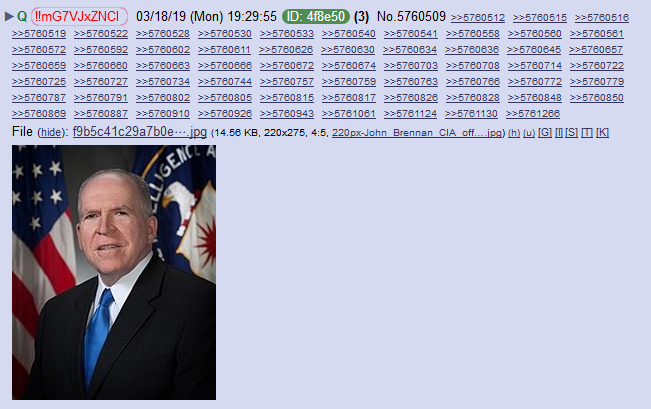 ▶ Q !!mG7VJxZNCI 03/18/19 (Mon) 19:29:55 ID: 4f8e50 (3) No.5760509 >>5760512 >>5760515 >>5760516
>>5760519 >>5760522 >>5760528 >>5760530 >>5760533 >>5760540 >>5760541 >>5760558 >>5760560 >>5760561
>>5760572 >>5760592 >>5760602 >>5760611 >>5760626 >>5760630 >>5760634 >>5760636 >>5760645 >>5760657
>>5760659 >>5760660 >>5760663 >>5760666 >>5760672 >>5760674 >>5760703 >>5760708 >>5760714 >>5760722
>>5760725 >>5760727 >>5760734 >>5760744 >>5760757 >>5760759 >>5760763 >>5760766 >>5760772 >>5760779
>>5760787 >>5760791 >>5760802 >>5760805 >>5760815 >>5760817 >>5760826 >>5760828 >>5760848 >>5760850
>>5760869 >>5760887 >>5760910 >>5760926 >>5760943 >>5761061 >>5761124 >>5761130 >>5761266
File (hide): f9b5c41c29a7b0e⋯.jpg (14.56 KB, 220x275, 4:5, 220px-John_Brennan_CIA_off….jpg) (h) (u) [G] [I] [S] [T] [K]